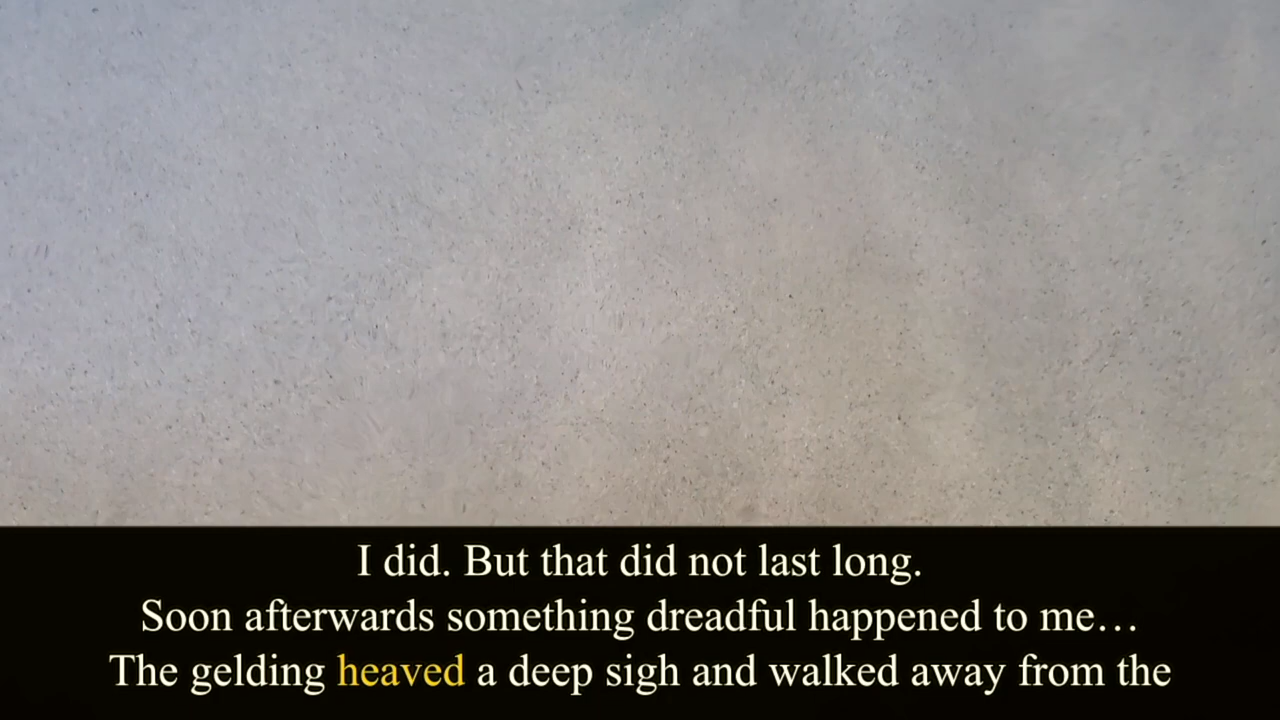 I did. But that did not last long.
Soon afterwards something dreadful happened to me…
The gelding heaved a deep sigh and walked away from the